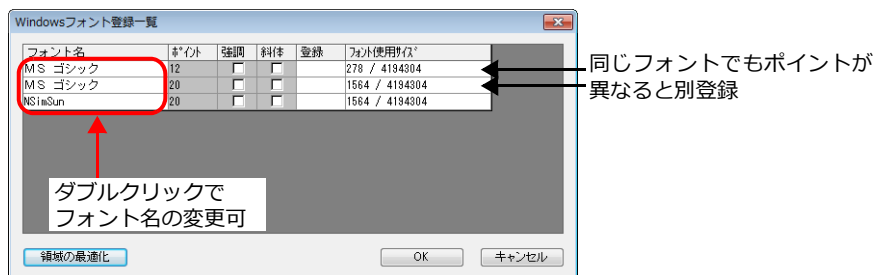 Windowsフォント登録一覧
フォント名 ﾎﾟｲﾝﾄ 強調 斜体 登録 ﾌｫﾝﾄ使用ｻｲｽﾞ
ＭＳ ゴシック 12 278 / 4194304
ＭＳ ゴシック 20 1564 / 4194304
NSimSun 20 1564 / 4194304
同じフォントでもポイントが
異なると別登録
ダブルクリックで
フォント名の変更可
領域の最適化 OK キャンセル